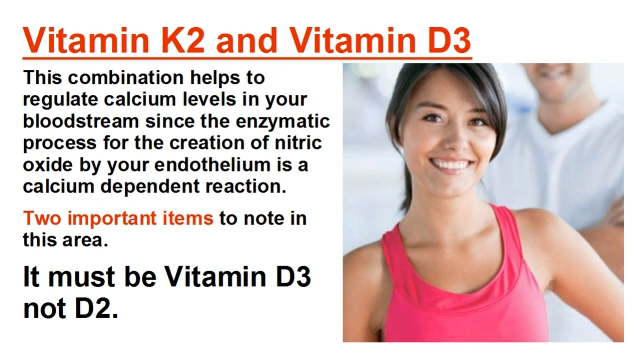 Vitamin K2 and Vitamin D3
This combination helps to
regulate calcium levels in your
bloodstream since the enzymatic
process for the creation of nitric
oxide by your endothelium is a
calcium dependent reaction.
Two important items to note in
this area.
It must be Vitamin D3
not D2.